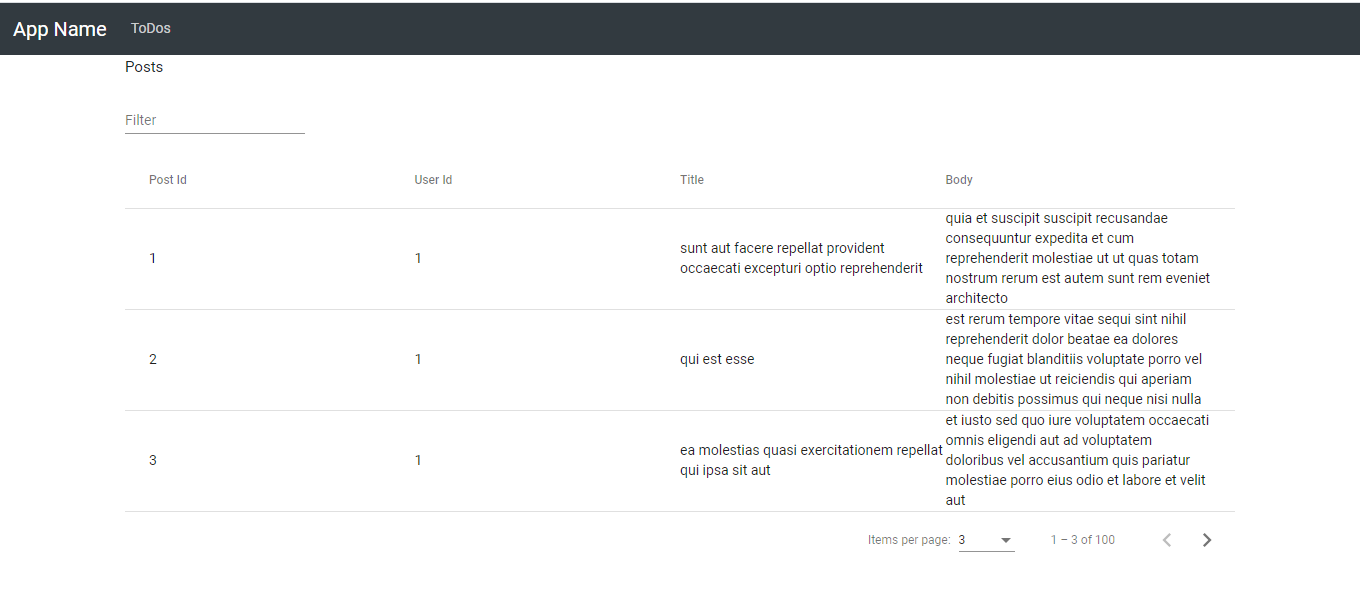 App Name ToDos
Posts
Filter
Post Id User Id Title Body
1 1 sunt aut facere repellat provident
occaecati excepturi optio reprehenderit
quia et suscipit suscipit recusandae
consequuntur expedita et cum
reprehenderit molestiae ut ut quas totam
nostrum rerum est autem sunt rem eveniet
architecto
2 1 qui est esse
est rerum tempore vitae sequi sint nihil
reprehenderit dolor beatae ea dolores
neque fugiat blanditiis voluptate porro vel
nihil molestiae ut reiciendis qui aperiam
non debitis possimus qui neque nisi nulla
3 1 ea molestias quasi exercitationem repellat
qui ipsa sit aut
et iusto sed quo iure voluptatem occaecati
omnis eligendi aut ad voluptatem
doloribus vel accusantium quis pariatur
molestiae porro eius odio et labore et velit
aut
Items per page: 3 1 – 3 of 100